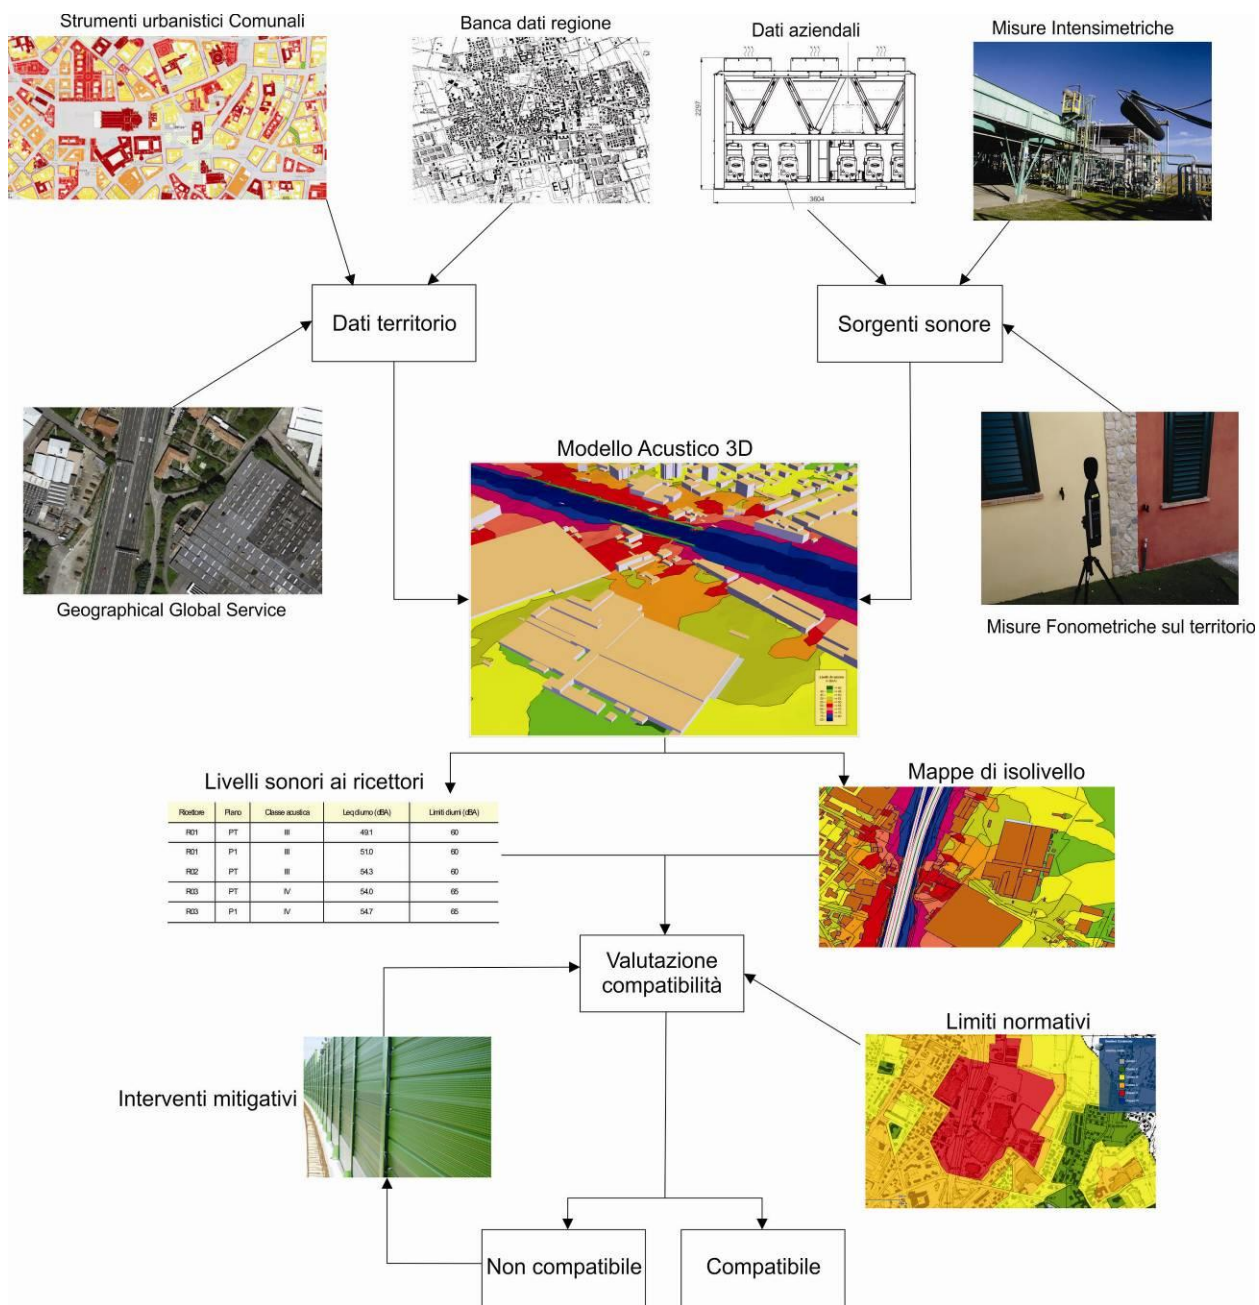 Strumenti urbanistici Comunali
Banca dati regione
Dati aziendali
Misure Intensimetriche
2297
3604
Dati territorio
Sorgenti sonore
Geographical Global Service
Modello Acustico 3D
Misure Fonometriche sul territorio
Livelli sonori ai ricettori
Ricettore Piano Classe acustica Leq diurno (dBA) Limiti diurni (dBA)
R01 PT III 49.1 60
R01 P1 III 51.0 60
R02 PT III 54.3 60
R03 PT IV 54.0 65
R03 P1 IV 54.7 65
Mappe di isolivello
Valutazione
compatibilità
Limiti normativi
Interventi mitigativi
Non compatibile
Compatibile